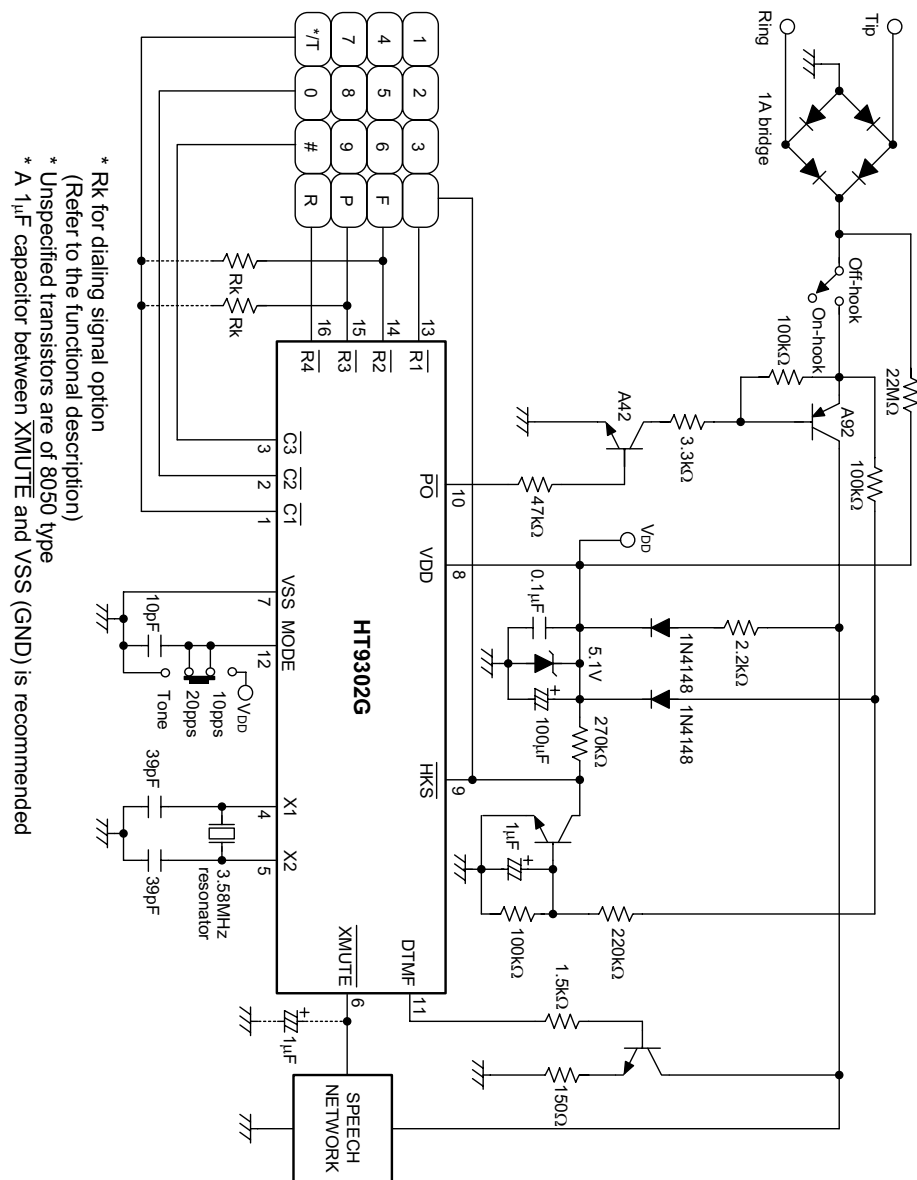 Tip
Ring
1A bridge
Off-hook
On-hook
22MΩ
100kΩ
A92
100kΩ
3.3kΩ
A42
47kΩ
VDD
2.2kΩ
1N4148
1N4148
0.1µF
5.1V
+
100µF
270kΩ
+
1µF
100kΩ
220kΩ
1.5kΩ
150Ω
1 2 3
4 5 6 F
7 8 9 P
*/T 0 # R
Rk
Rk
13
14
15
16
R1
R2
R3
R4
PO
10
VDD
8
HKS
9
DTMF
11
HT9302G
C3
3
C2
2
C1
1
VSS
7
MODE
12
X1
4
X2
5
XMUTE
6
10pF
VDD
10pps
20pps
Tone
39pF
39pF
3.58MHz
resonator
+
1µF
SPEECH
NETWORK
* Rk for dialing signal option
(Refer to the functional description)
* Unspecified transistors are of 8050 type
* A 1µF capacitor between XMUTE and VSS (GND) is recommended